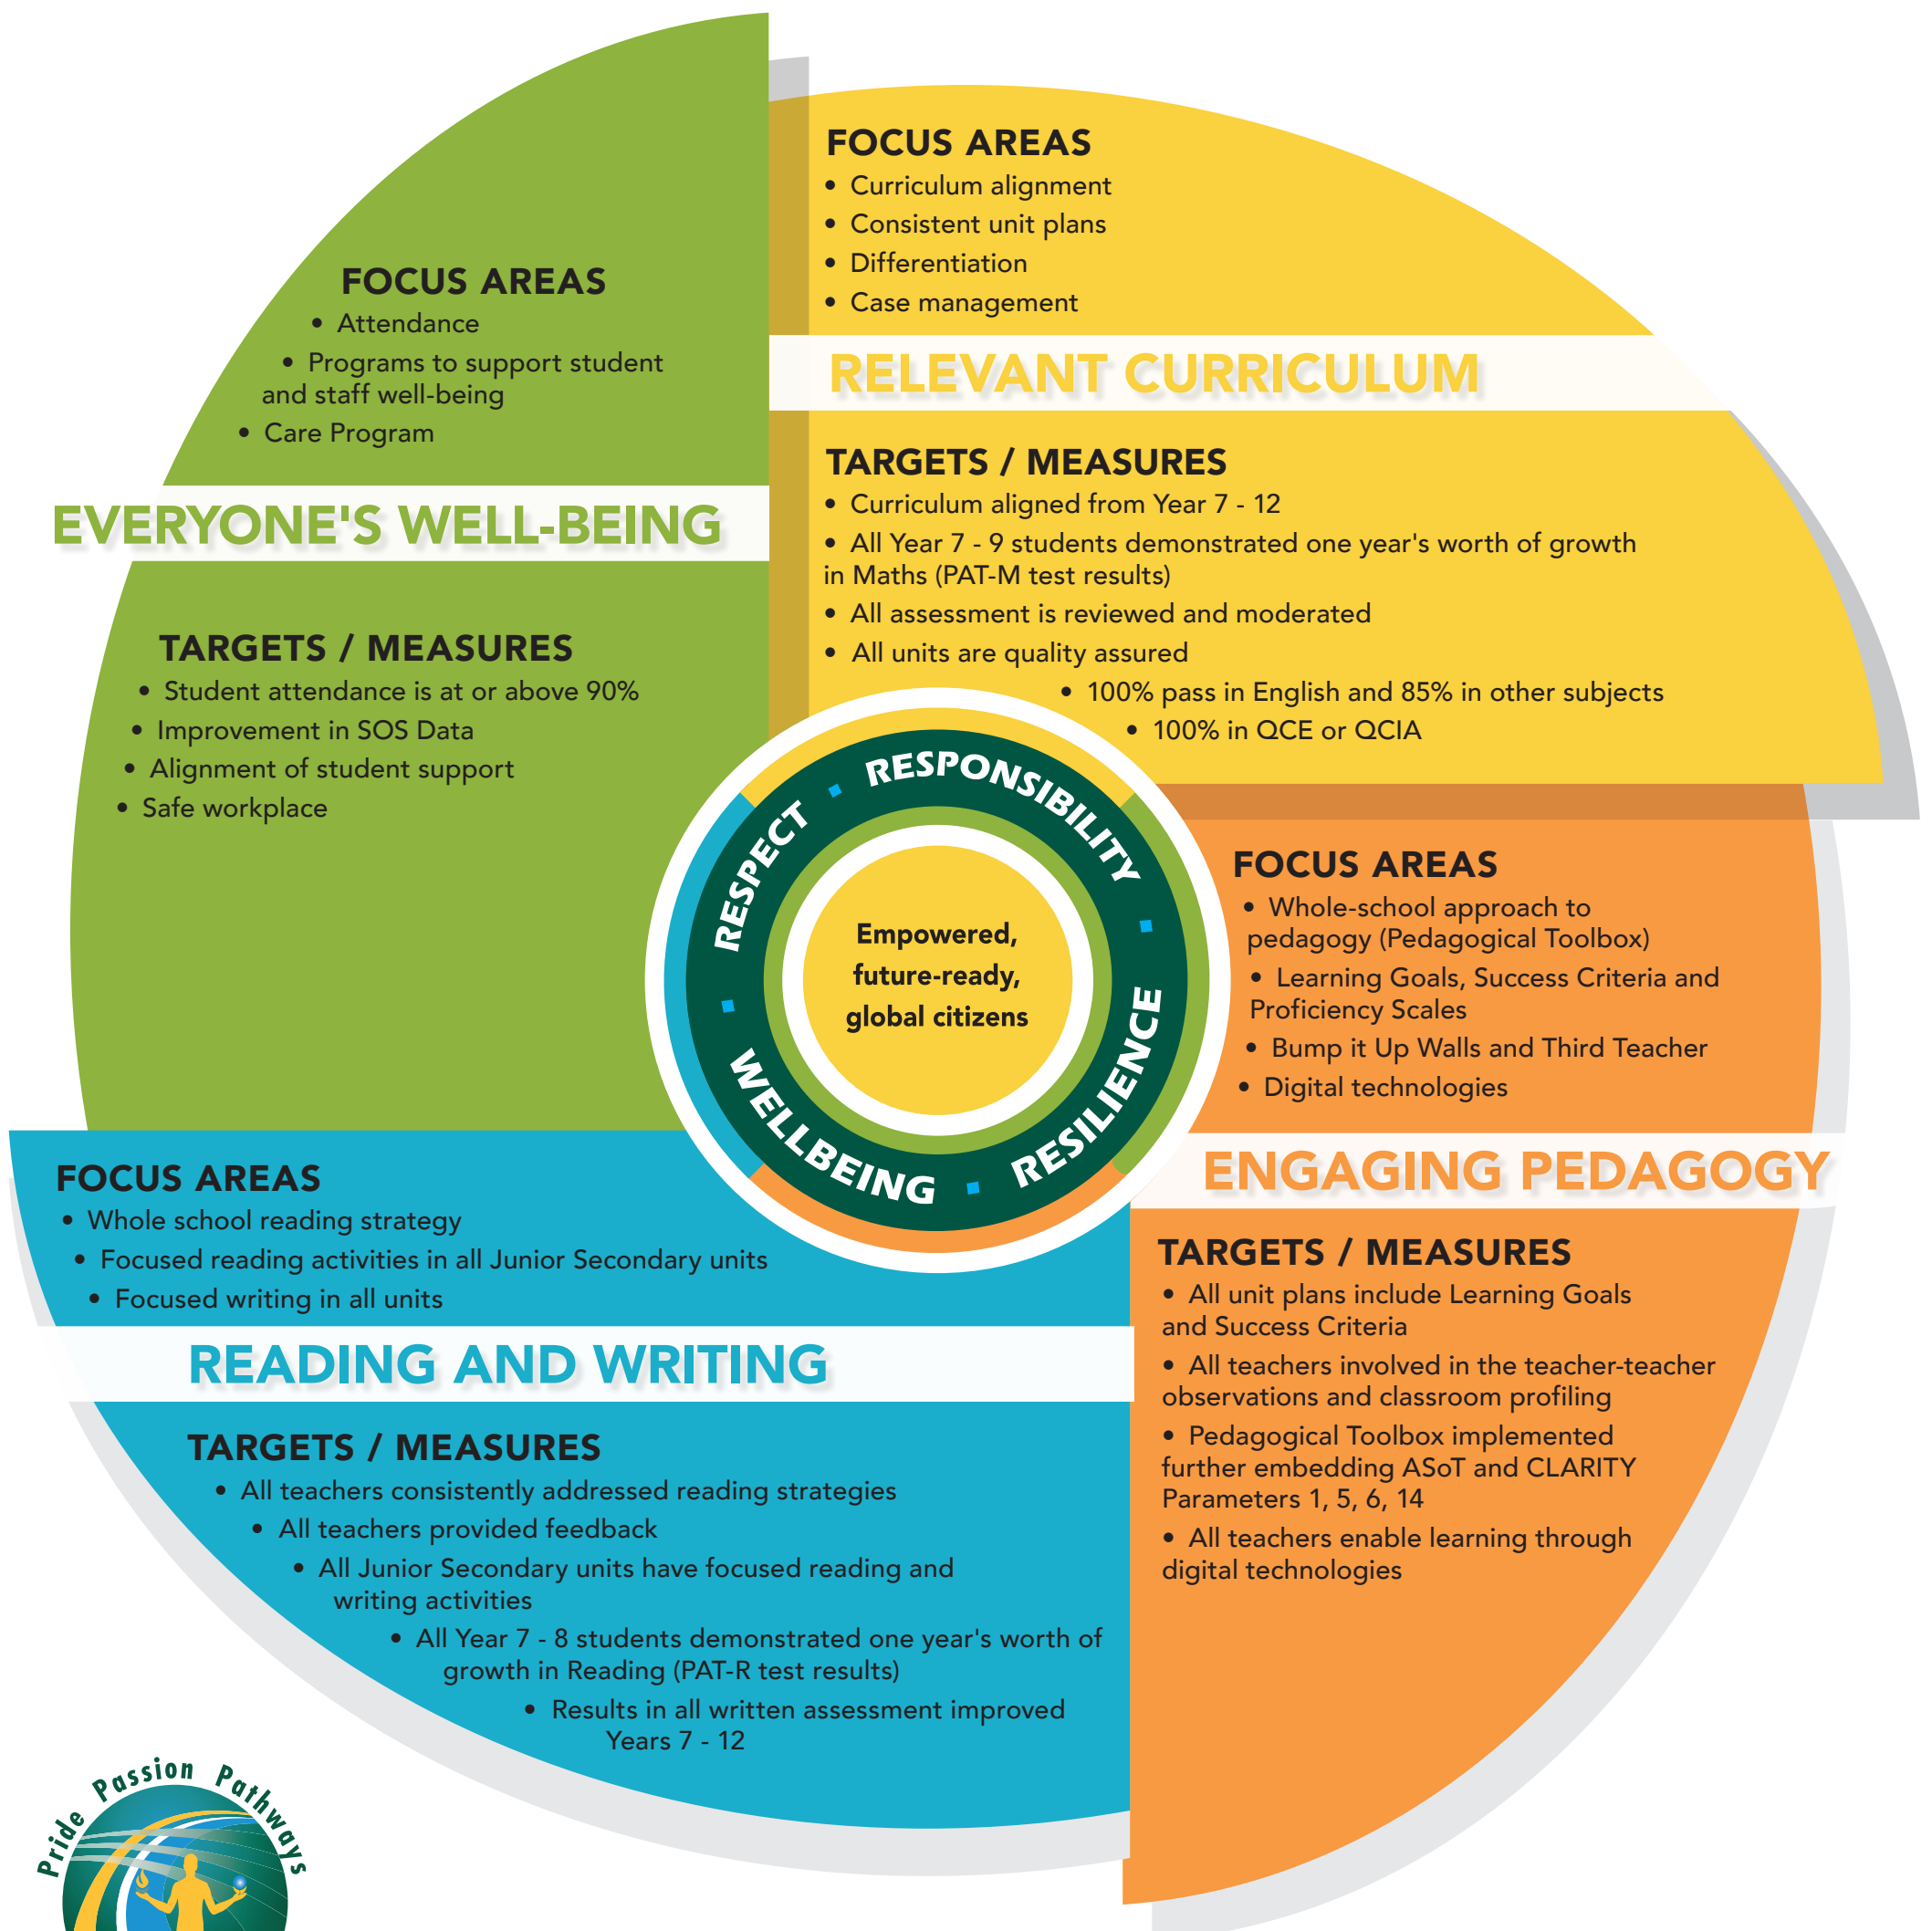 FOCUS AREAS
• Attendance
• Programs to support student
and staff well-being
• Care Program
EVERYONE'S WELL-BEING
TARGETS / MEASURES
• Student attendance is at or above 90%
• Improvement in SOS Data
• Alignment of student support
• Safe workplace
FOCUS AREAS
• Curriculum alignment
• Consistent unit plans
• Differentiation
• Case management
RELEVANT CURRICULUM
TARGETS / MEASURES
• Curriculum aligned from Year 7 - 12
• All Year 7 - 9 students demonstrated one year's worth of growth
in Maths (PAT-M test results)
• All assessment is reviewed and moderated
• All units are quality assured
• 100% pass in English and 85% in other subjects
• 100% in QCE or QCIA
RESPECT
RESPONSIBILITY
RESILIENCE
WELLBEING
Empowered,
future-ready,
global citizens
FOCUS AREAS
• Whole-school approach to
pedagogy (Pedagogical Toolbox)
• Learning Goals, Success Criteria and
Proficiency Scales
• Bump it Up Walls and Third Teacher
• Digital technologies
ENGAGING PEDAGOGY
TARGETS / MEASURES
• All unit plans include Learning Goals
and Success Criteria
• All teachers involved in the teacher-teacher
observations and classroom profiling
• Pedagogical Toolbox implemented
further embedding ASoT and CLARITY
Parameters 1, 5, 6, 14
• All teachers enable learning through
digital technologies
FOCUS AREAS
• Whole school reading strategy
• Focused reading activities in all Junior Secondary units
• Focused writing in all units
READING AND WRITING
TARGETS / MEASURES
• All teachers consistently addressed reading strategies
• All teachers provided feedback
• All Junior Secondary units have focused reading and
writing activities
• All Year 7 - 8 students demonstrated one year's worth of
growth in Reading (PAT-R test results)
• Results in all written assessment improved
Years 7 - 12
Pride Passion Pathways